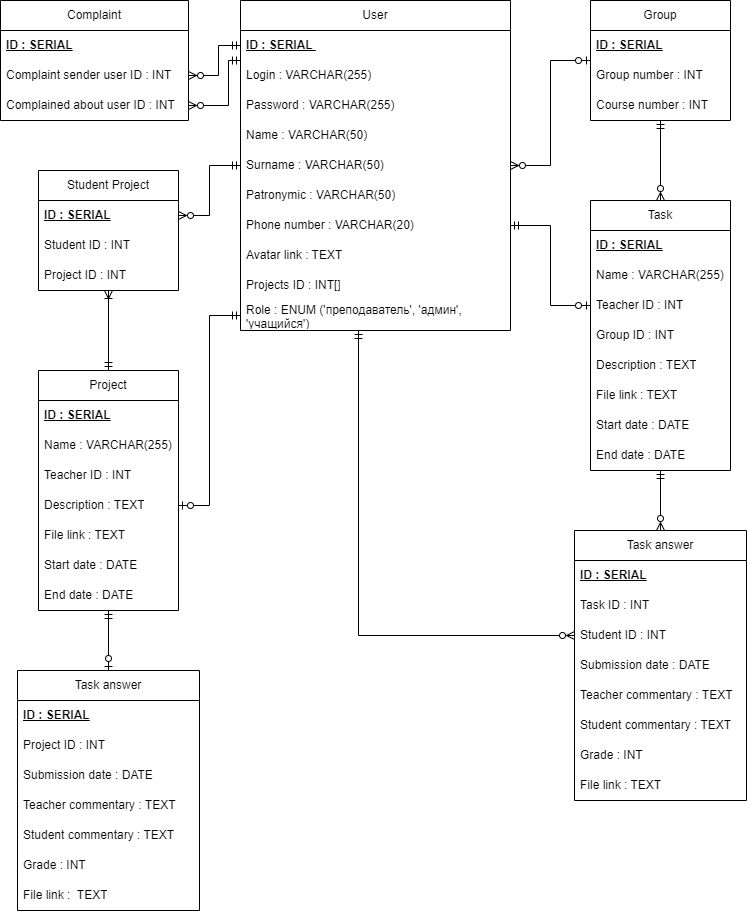 Complaint
ID : SERIAL
Complaint sender user ID : INT
Complained about user ID : INT
User
ID : SERIAL
Login : VARCHAR(255)
Password : VARCHAR(255)
Name : VARCHAR(50)
Surname : VARCHAR(50)
Patronymic : VARCHAR(50)
Phone number : VARCHAR(20)
Avatar link : TEXT
Projects ID : INT[]
Role : ENUM ('преподаватель', 'админ',
'учащийся')
Group
ID : SERIAL
Group number : INT
Course number : INT
Student Project
ID : SERIAL
Student ID : INT
Project ID : INT
Task
ID : SERIAL
Name : VARCHAR(255)
Teacher ID : INT
Group ID : INT
Description : TEXT
File link : TEXT
Start date : DATE
End date : DATE
Project
ID : SERIAL
Name : VARCHAR(255)
Teacher ID : INT
Description : TEXT
File link : TEXT
Start date : DATE
End date : DATE
Task answer
ID : SERIAL
Task ID : INT
Student ID : INT
Submission date : DATE
Teacher commentary : TEXT
Student commentary : TEXT
Grade : INT
File link : TEXT
Task answer
ID : SERIAL
Project ID : INT
Submission date : DATE
Teacher commentary : TEXT
Student commentary : TEXT
Grade : INT
File link :  TEXT